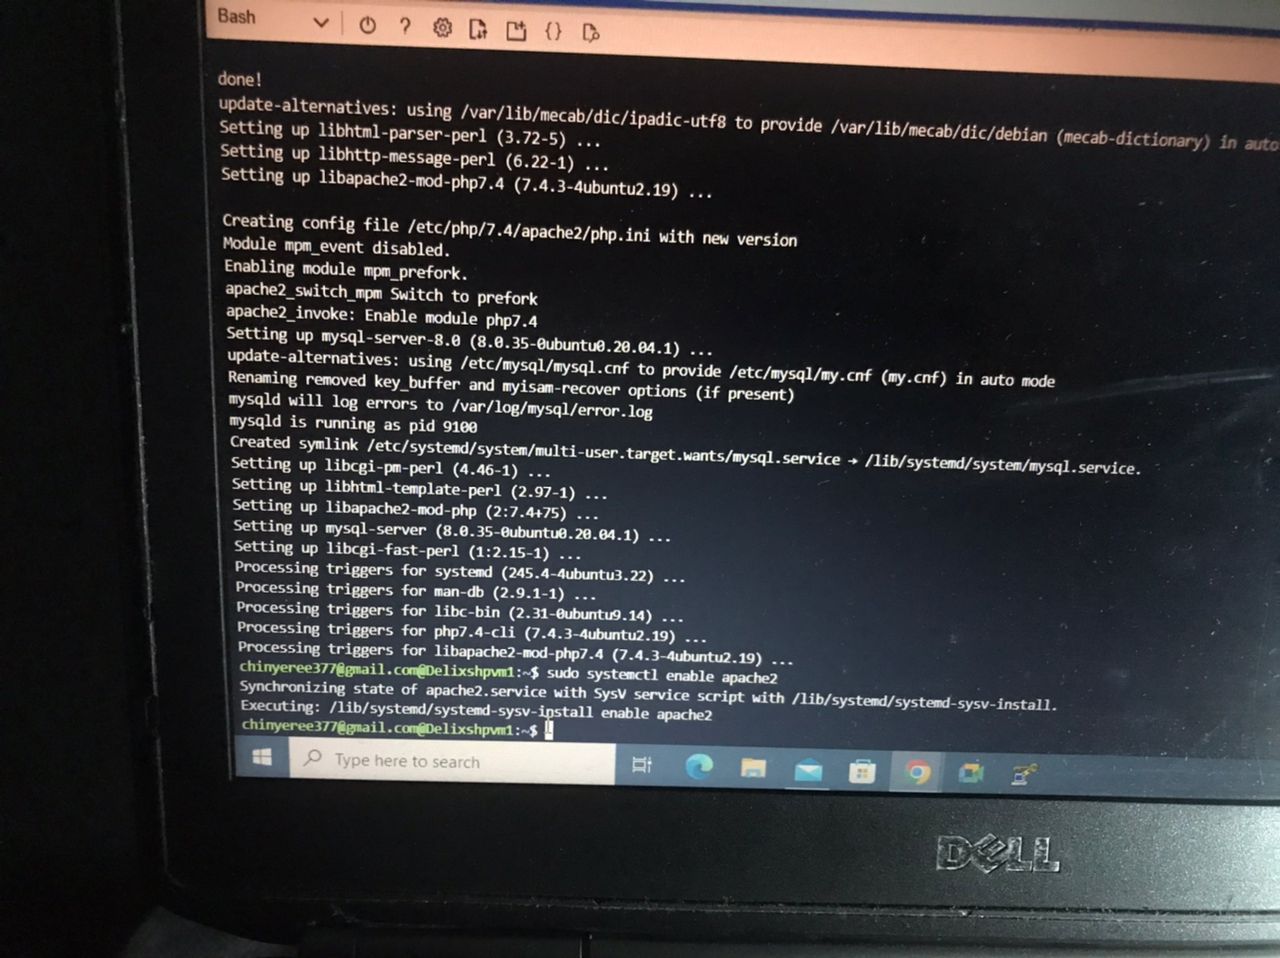 Bash
done!
update-alternatives: using /var/lib/mecab/dic/ipadic-utf8 to provide /var/lib/mecab/dic/debian (mecab-dictionary) in auto
Setting up libhtml-parser-perl (3.72-5) ...
Setting up libhttp-message-perl (6.22-1) ...
Setting up libapache2-mod-php7.4 (7.4.3-4ubuntu2.19) ...
Creating config file /etc/php/7.4/apache2/php.ini with new version
Module mpm_event disabled.
Enabling module mpm_prefork.
apache2_switch_mpm Switch to prefork
apache2_invoke: Enable module php7.4
Setting up mysql-server-8.0 (8.0.35-0ubuntu0.20.04.1) ...
update-alternatives: using /etc/mysql/mysql.cnf to provide /etc/mysql/my.cnf (my.cnf) in auto mode
Renaming removed key_buffer and myisam-recover options (if present)
mysqld will log errors to /var/log/mysql/error.log
mysqld is running as pid 9100
Created symlink /etc/systemd/system/multi-user.target.wants/mysql.service → /lib/systemd/system/mysql.service.
Setting up libcgi-pm-perl (4.46-1) ...
Setting up libhtml-template-perl (2.97-1) ...
Setting up libapache2-mod-php (2:7.4+75) ...
Setting up mysql-server (8.0.35-0ubuntu0.20.04.1) ...
Setting up libcgi-fast-perl (1:2.15-1) ...
Processing triggers for systemd (245.4-4ubuntu3.22) ...
Processing triggers for man-db (2.9.1-1) ...
Processing triggers for libc-bin (2.31-0ubuntu9.14) ...
Processing triggers for php7.4-cli (7.4.3-4ubuntu2.19) ...
Processing triggers for libapache2-mod-php7.4 (7.4.3-4ubuntu2.19) ...
chinyeree377@gmail.com@Delixshpvm1:~$ sudo systemctl enable apache2
Synchronizing state of apache2.service with SysV service script with /lib/systemd/systemd-sysv-install.
Executing: /lib/systemd/systemd-sysv-install enable apache2
chinyeree377@gmail.com@Delixshpvm1:~$
Type here to search
DELL